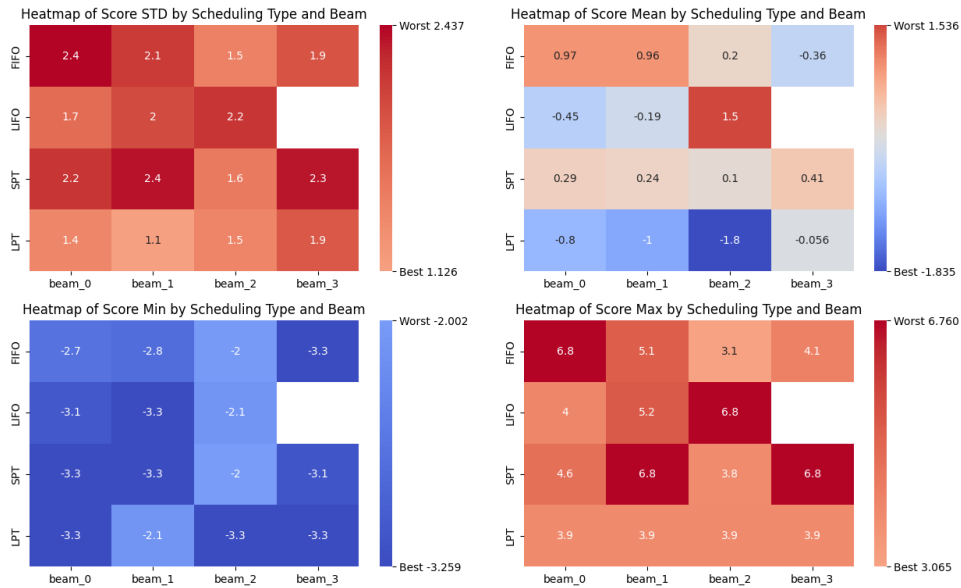 Heatmap of Score STD by Scheduling Type and Beam
Worst 2.437
FIFO 2.4 2.1 1.5 1.9
LIFO 1.7 2 2.2
SPT 2.2 2.4 1.6 2.3
LPT 1.4 1.1 1.5 1.9
Best 1.126
beam_0 beam_1 beam_2 beam_3
Heatmap of Score Mean by Scheduling Type and Beam
Worst 1.536
FIFO 0.97 0.96 0.2 -0.36
LIFO -0.45 -0.19 1.5
SPT 0.29 0.24 0.1 0.41
LPT -0.8 -1 -1.8 -0.056
Best -1.835
beam_0 beam_1 beam_2 beam_3
Heatmap of Score Min by Scheduling Type and Beam
Worst -2.002
FIFO -2.7 -2.8 -2 -3.3
LIFO -3.1 -3.3 -2.1
SPT -3.3 -3.3 -2 -3.1
LPT -3.3 -2.1 -3.3 -3.3
Best -3.259
beam_0 beam_1 beam_2 beam_3
Heatmap of Score Max by Scheduling Type and Beam
Worst 6.760
FIFO 6.8 5.1 3.1 4.1
LIFO 4 5.2 6.8
SPT 4.6 6.8 3.8 6.8
LPT 3.9 3.9 3.9 3.9
Best 3.065
beam_0 beam_1 beam_2 beam_3